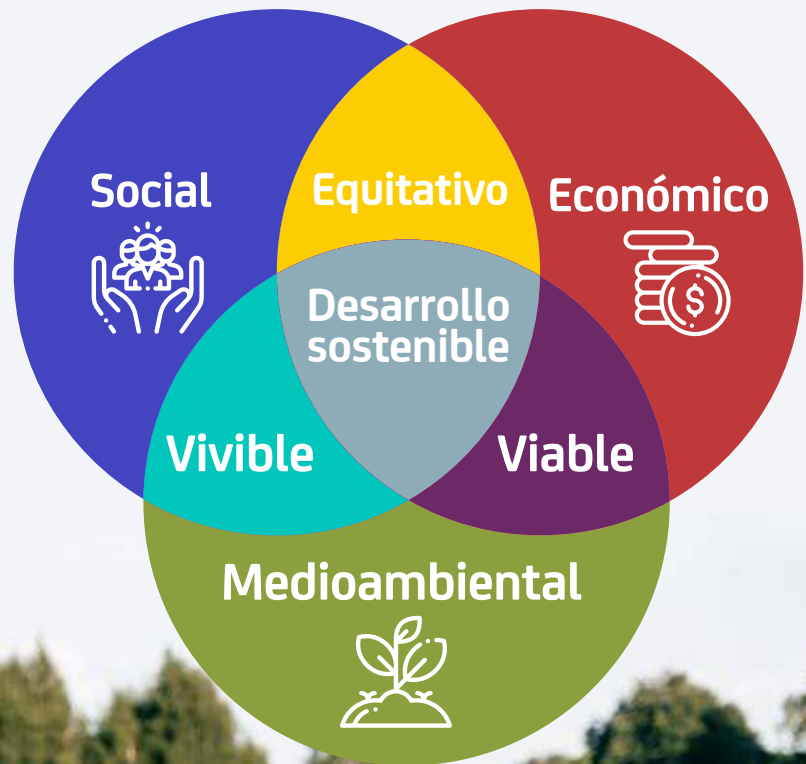 Social
Equitativo
Económico
Desarrollo
sostenible
Vivible
Viable
Medioambiental
$